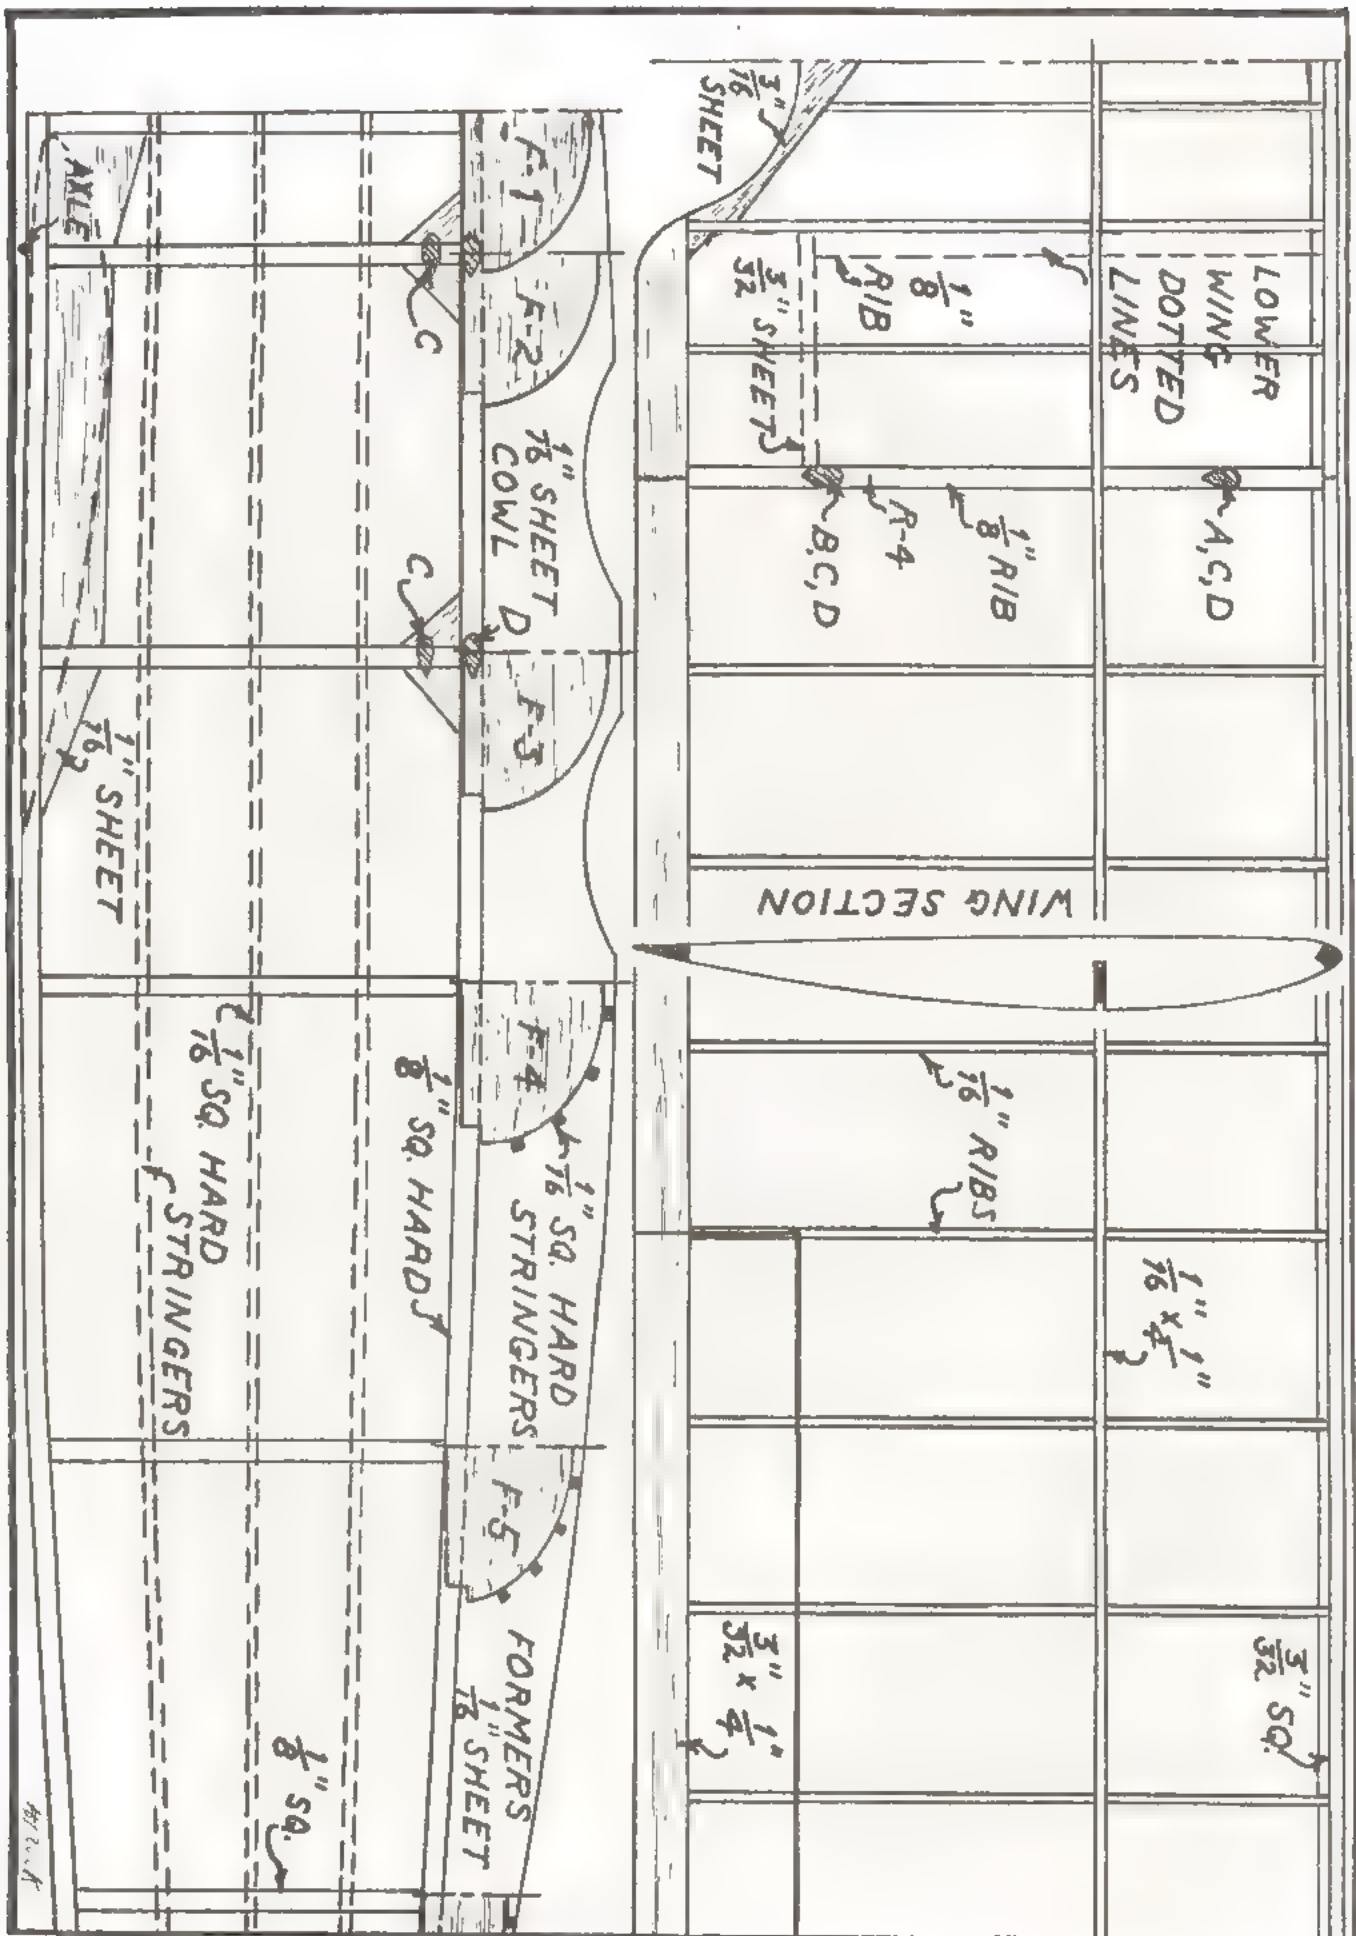 3/16" SHEET
LOWER
WING
DOTTED
LINES
1/8"
RIB
3/32" SHEET
A, C, D
1/8" RIB
R-4
B, C, D
WING SECTION
1/16" RIBS
1/16" x 1/4"
3/32" SQ.
3/32" x 1/4"
F-1
F-2
1/16" SHEET
COWL
D
F-3
F-4
1/16" SQ. HARD
STRINGERS
F-5
FORMERS
1/16" SHEET
AXLE
C
C
1/16" SHEET
1/8" SQ. HARD
1/16" SQ. HARD
STRINGERS
1/8" SQ.